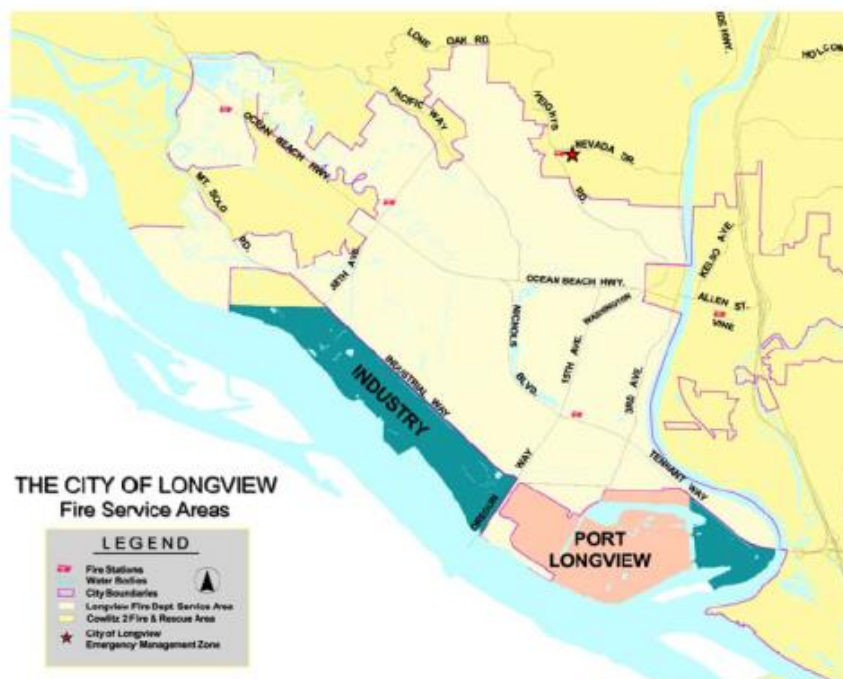 LONE OAK RD.
HEIGHTS
PACIFIC WAY
NEVADA DR.
RD.
OCEAN BEACH HWY.
MT. SOLO RD.
38TH AVE.
KELSO AVE.
OCEAN BEACH HWY.
WASHINGTON
ALLEN ST.
VINE
NICHOLS BLVD.
15TH AVE.
3RD AVE.
INDUSTRIAL WAY
INDUSTRY
OREGON WAY
TENNANT WAY
PORT
LONGVIEW
THE CITY OF LONGVIEW
Fire Service Areas
LEGEND
Fire Stations
Water Bodies
City Boundaries
Longview Fire Dept Service Area
Cowlitz 2 Fire & Rescue Area
City of Longview
Emergency Management Zone